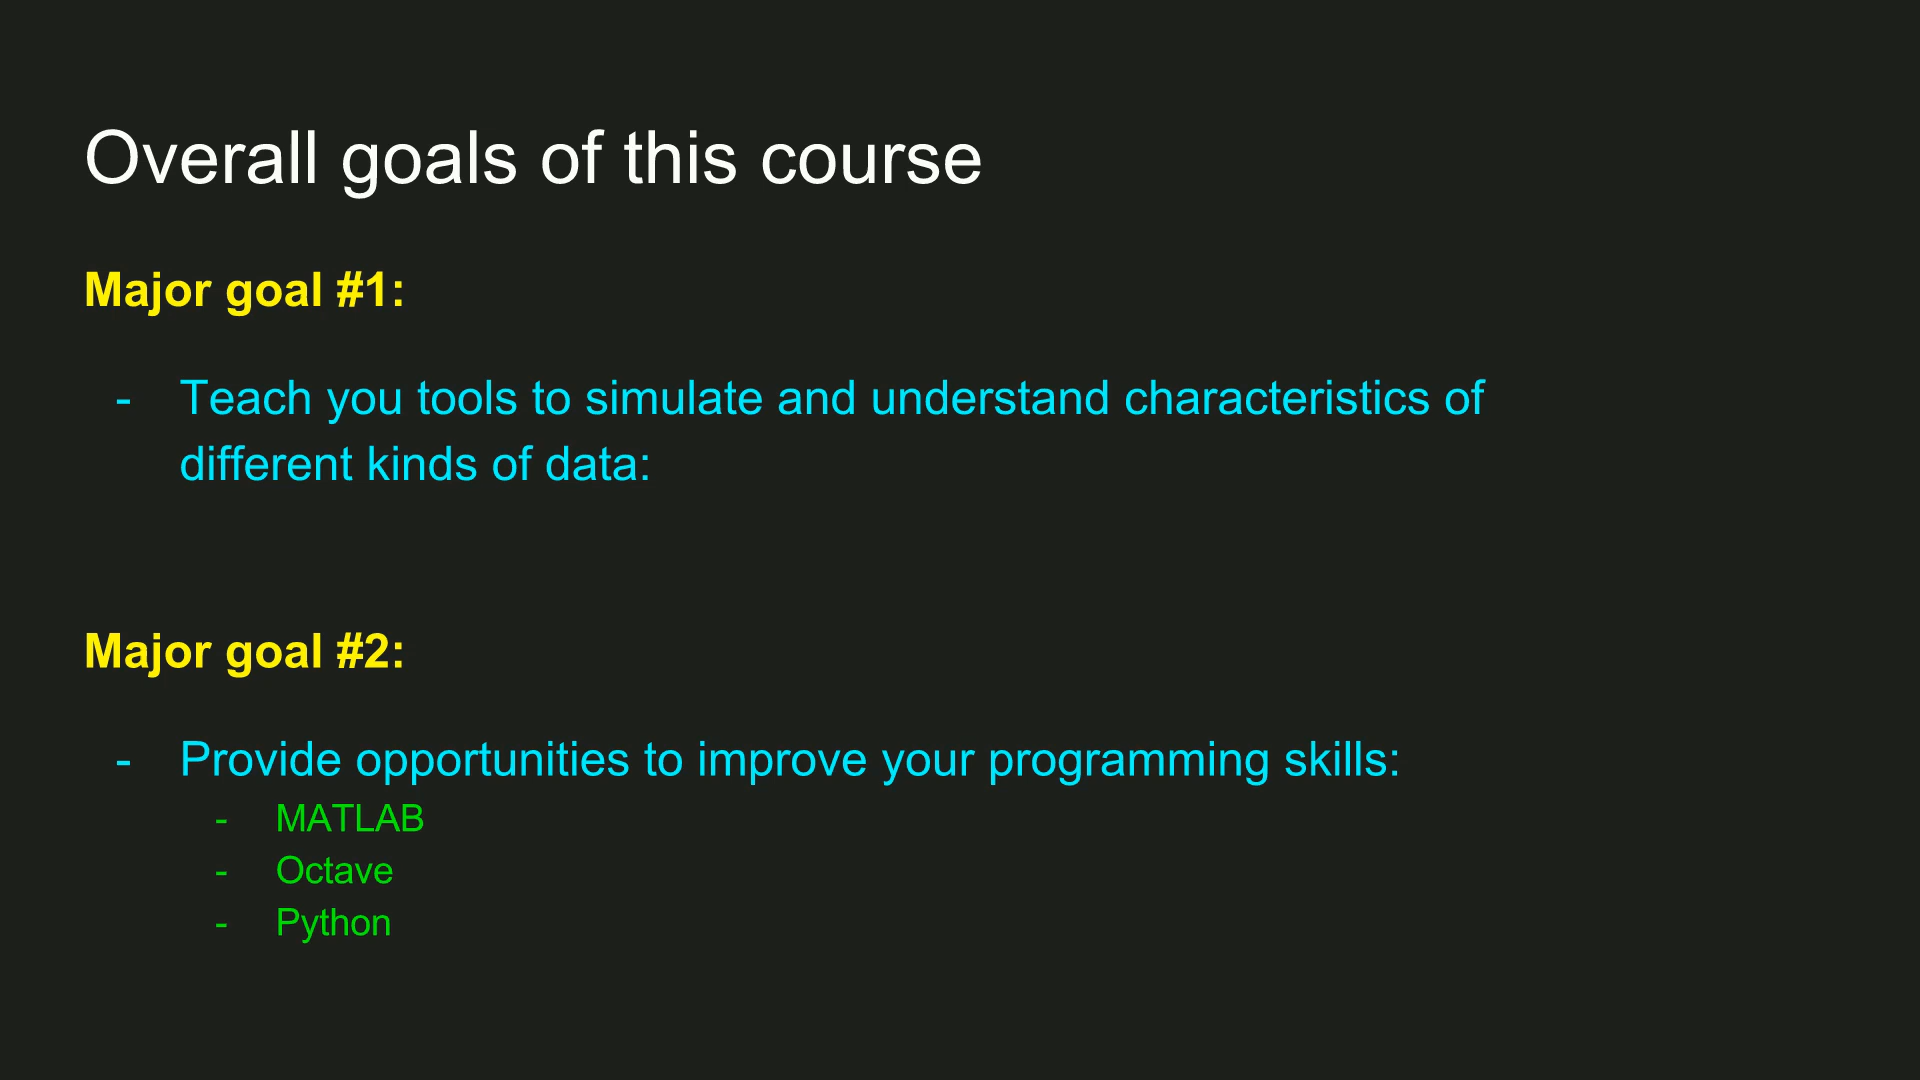 Overall goals of this course
Major goal #1:
- Teach you tools to simulate and understand characteristics of
different kinds of data:
Major goal #2:
- Provide opportunities to improve your programming skills:
- MATLAB
- Octave
- Python